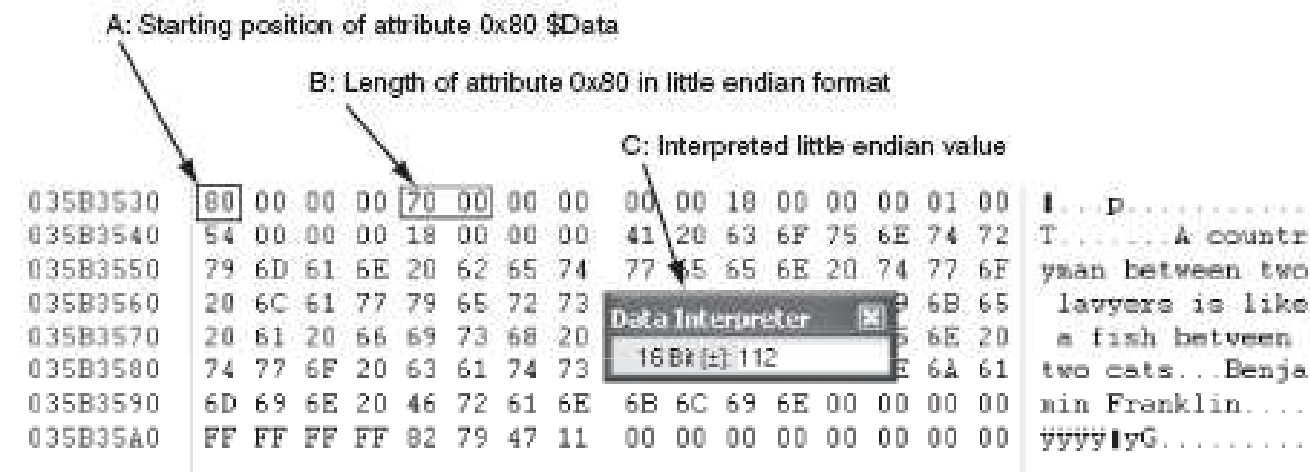 A: Starting position of attribute 0x80 $Data
B: Length of attribute 0x80 in little endian format
C: Interpreted little endian value
035B3530 80 00 00 00 70 00 00 00 00 00 18 00 00 00 01 00 ...p............
035B3540 54 00 00 00 18 00 00 00 41 20 63 6F 75 6E 74 72 T.......A countr
035B3550 79 6D 61 6E 20 62 65 74 77 65 6E 20 74 77 6F yman between two
035B3560 20 6C 61 77 79 65 72 73 6B 65 lawyers is like
035B3570 20 61 20 66 69 73 68 20 6E 20 a fish between
035B3580 74 77 6F 20 63 61 74 73 6A 61 two cats...Benja
035B3590 6D 69 6E 20 46 72 61 6E 6B 6C 69 6E 00 00 00 00 min Franklin....
035B35A0 FF FF FF FF 82 79 47 11 00 00 00 00 00 00 00 00 ÿÿÿÿ yG.........
Data Interpreter
16 Bit [±]: 112